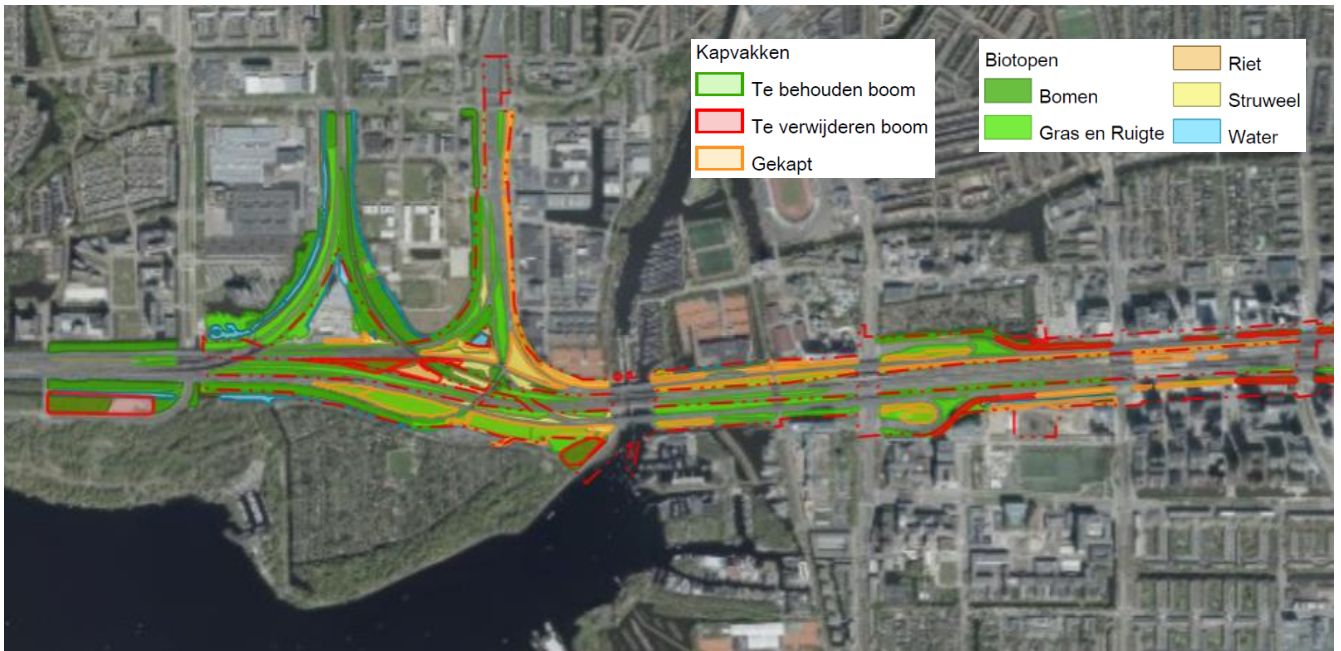 Kapvakken
Te behouden boom
Te verwijderen boom
Gekapt
Biotopen
Bomen
Gras en Ruigte
Riet
Struweel
Water